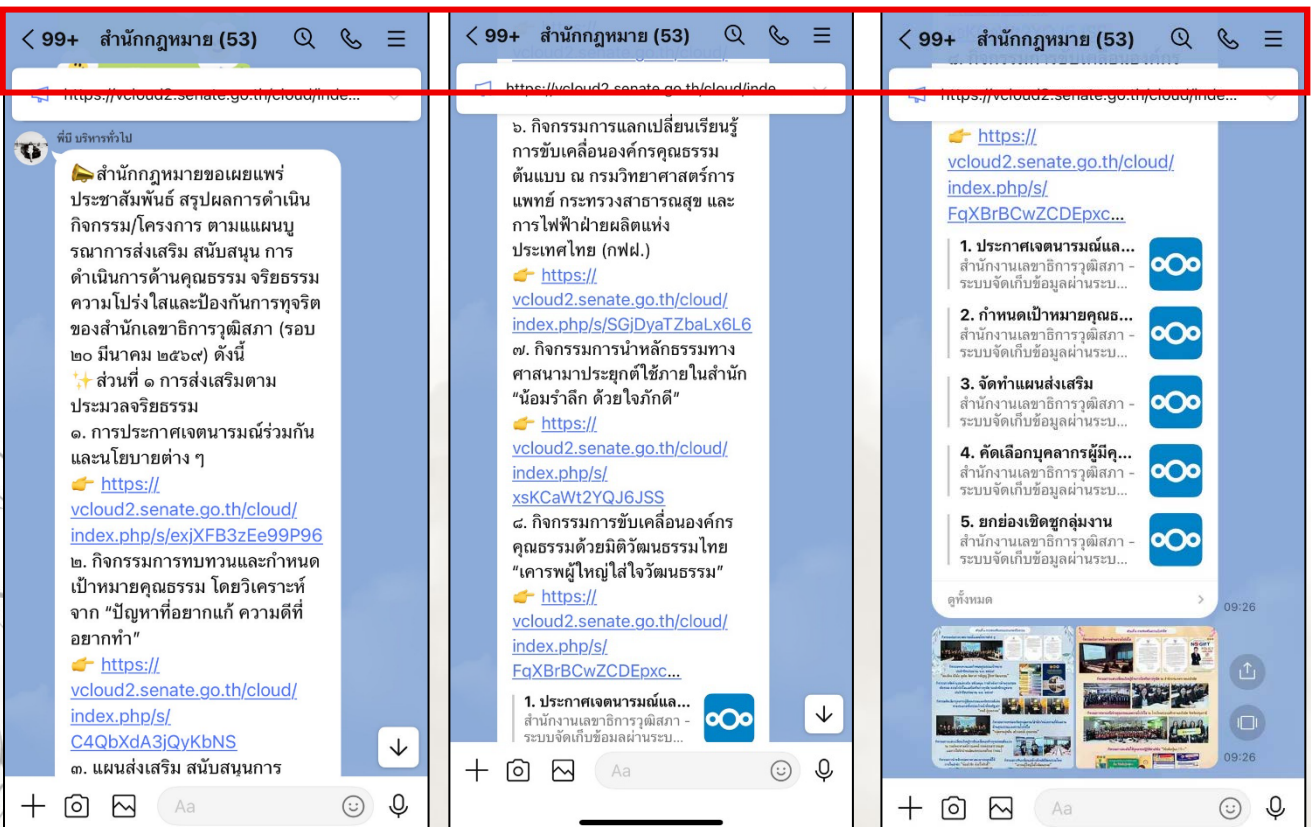 99+ สำนักกฎหมาย (53)
https://vcloud2.senate.go.th/cloud/inde...
พี่บี บริหารทั่วไป
📣สำนักกฎหมายขอเผยแพร่
ประชาสัมพันธ์ สรุปผลการดำเนิน
กิจกรรม/โครงการ ตามแแผนบู
รณาการส่งเสริม สนับสนุน การ
ดำเนินการด้านคุณธรรม จริยธรรม
ความโปร่งใสและป้องกันการทุจริต
ของสำนักเลขาธิการวุฒิสภา (รอบ
๒๐ มีนาคม ๒๕๖๙) ดังนี้
✨ส่วนที่ ๑ การส่งเสริมตาม
ประมวลจริยธรรม
๑. การประกาศเจตนารมณ์ร่วมกัน
และนโยบายต่าง ๆ
👉 https://
vcloud2.senate.go.th/cloud/
index.php/s/exjXFB3zEe99P96
๒. กิจกรรมการทบทวนและกำหนด
เป้าหมายคุณธรรม โดยวิเคราะห์
จาก “ปัญหาที่อยากแก้ ความดีที่
อยากทำ”
👉 https://
vcloud2.senate.go.th/cloud/
index.php/s/
C4QbXdA3jQyKbNS
๓. แผนส่งเสริม สนับสนุนการ
Aa
99+ สำนักกฎหมาย (53)
https://vcloud2.senate.go.th/cloud/inde...
๖. กิจกรรมการแลกเปลี่ยนเรียนรู้
การขับเคลื่อนองค์กรคุณธรรม
ต้นแบบ ณ กรมวิทยาศาสตร์การ
แพทย์ กระทรวงสาธารณสุข และ
การไฟฟ้าฝ่ายผลิตแห่ง
ประเทศไทย (กฟผ.)
👉 https://
vcloud2.senate.go.th/cloud/
index.php/s/SGjDyaTZbaLx6L6
๗. กิจกรรมการนำหลักธรรมทาง
ศาสนามาประยุกต์ใช้ภายในสำนัก
“น้อมรำลึก ด้วยใจภักดี”
👉 https://
vcloud2.senate.go.th/cloud/
index.php/s/
xsKCaWt2YQJ6JSS
๘. กิจกรรมการขับเคลื่อนองค์กร
คุณธรรมด้วยมิติวัฒนธรรมไทย
“เคารพผู้ใหญ่ใส่ใจวัฒนธรรม”
👉 https://
vcloud2.senate.go.th/cloud/
index.php/s/
FqXBrBCwZCDEpxc...
1. ประกาศเจตนารมณ์แล...
สำนักงานเลขาธิการวุฒิสภา -
ระบบจัดเก็บข้อมูลผ่านระบ...
Aa
99+ สำนักกฎหมาย (53)
๘. กิจกรรมการขับเคลื่อนองค์กร
https://vcloud2.senate.go.th/cloud/inde...
👉 https://
vcloud2.senate.go.th/cloud/
index.php/s/
FqXBrBCwZCDEpxc...
1. ประกาศเจตนารมณ์แล...
สำนักงานเลขาธิการวุฒิสภา -
ระบบจัดเก็บข้อมูลผ่านระบ...
2. กำหนดเป้าหมายคุณธ...
สำนักงานเลขาธิการวุฒิสภา -
ระบบจัดเก็บข้อมูลผ่านระบ...
3. จัดทำแผนส่งเสริม
สำนักงานเลขาธิการวุฒิสภา -
ระบบจัดเก็บข้อมูลผ่านระบ...
4. คัดเลือกบุคลากรผู้มีคุ...
สำนักงานเลขาธิการวุฒิสภา -
ระบบจัดเก็บข้อมูลผ่านระบ...
5. ยกย่องเชิดชูกลุ่มงาน
สำนักงานเลขาธิการวุฒิสภา -
ระบบจัดเก็บข้อมูลผ่านระบ...
ดูทั้งหมด
09:26
09:26
Aa